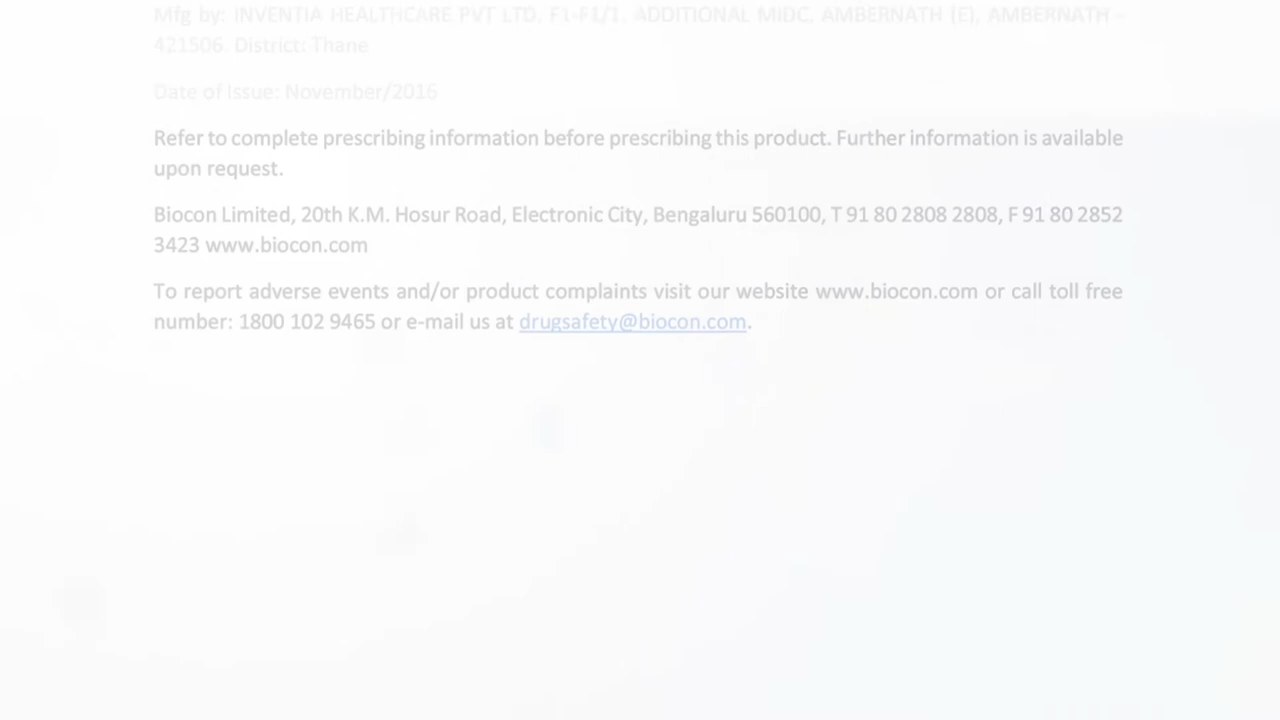 Mfg by: INVENTIA HEALTHCARE PVT LTD. F1-F1/1, ADDITIONAL MIDC, AMBERNATH (E), AMBERNATH -
421506. District: Thane
Date of Issue: November/2016
Refer to complete prescribing information before prescribing this product. Further information is available
upon request.
Biocon Limited, 20th K.M. Hosur Road, Electronic City, Bengaluru 560100, T 91 80 2808 2808, F 91 80 2852
3423 www.biocon.com
To report adverse events and/or product complaints visit our website www.biocon.com or call toll free
number: 1800 102 9465 or e-mail us at drugsafety@biocon.com.